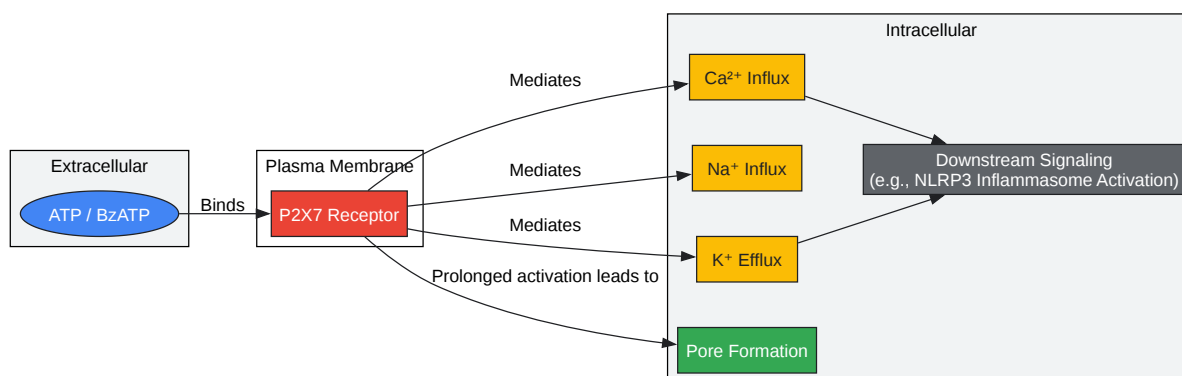 Intracellular
Mediates
Ca²⁺ Influx
Extracellular
Plasma Membrane
Downstream Signaling
(e.g., NLRP3 Inflammasome Activation)
Mediates
Na⁺ Influx
ATP / BzATP
Binds
P2X7 Receptor
Mediates
K⁺ Efflux
Prolonged activation leads to
Pore Formation